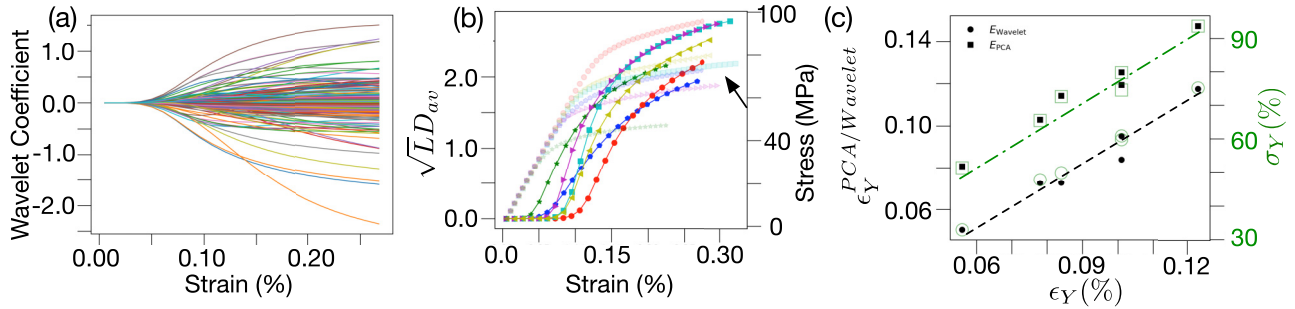 (a)
Wavelet Coefficient
1.0
0.0
-1.0
-2.0
0.00
0.10
0.20
Strain (%)
(b)
√L D_av
2.0
1.0
0.0
0.0
0.15
0.30
Strain (%)
100
40
0
Stress (MPa)
(c)
ϵ_Y^{PCA/Wavelet}
0.14
0.10
0.06
E_Wavelet
E_PCA
0.06
0.09
0.12
ϵ_Y(%)
90
60
30
σ_Y(%)